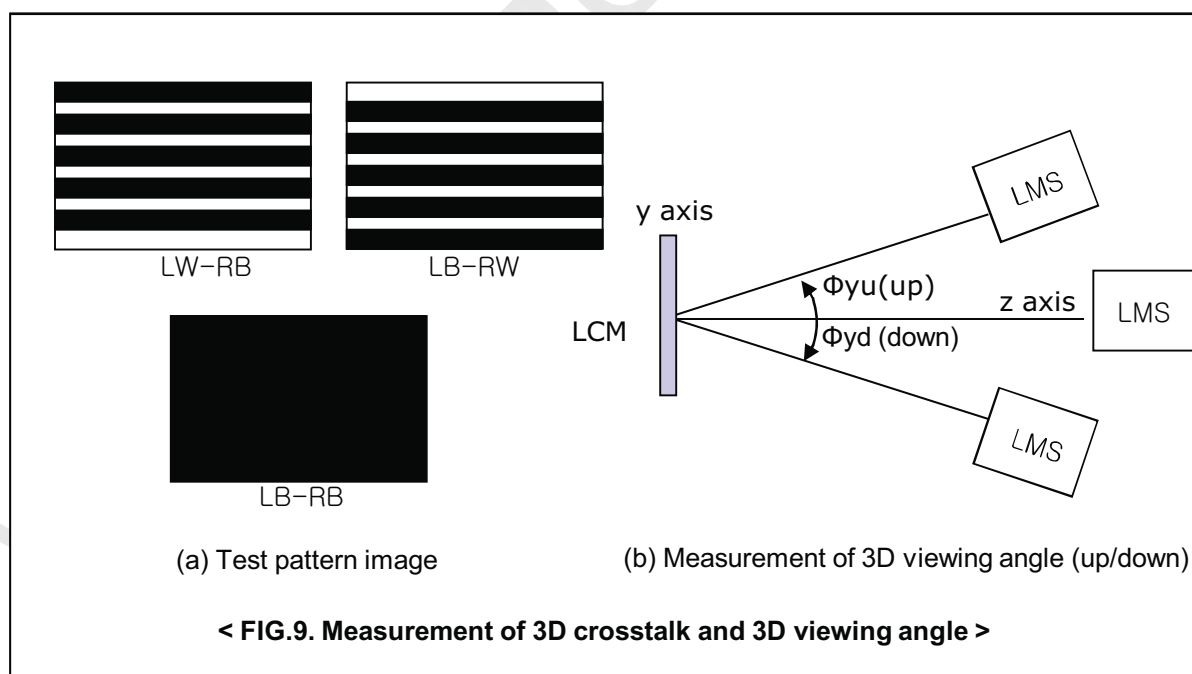 LW-RB
LB-RW
LB-RB
(a) Test pattern image
y axis
LCM
Φyu(up)
z axis
Φyd (down)
LMS
LMS
LMS
(b) Measurement of 3D viewing angle (up/down)
< FIG.9. Measurement of 3D crosstalk and 3D viewing angle >